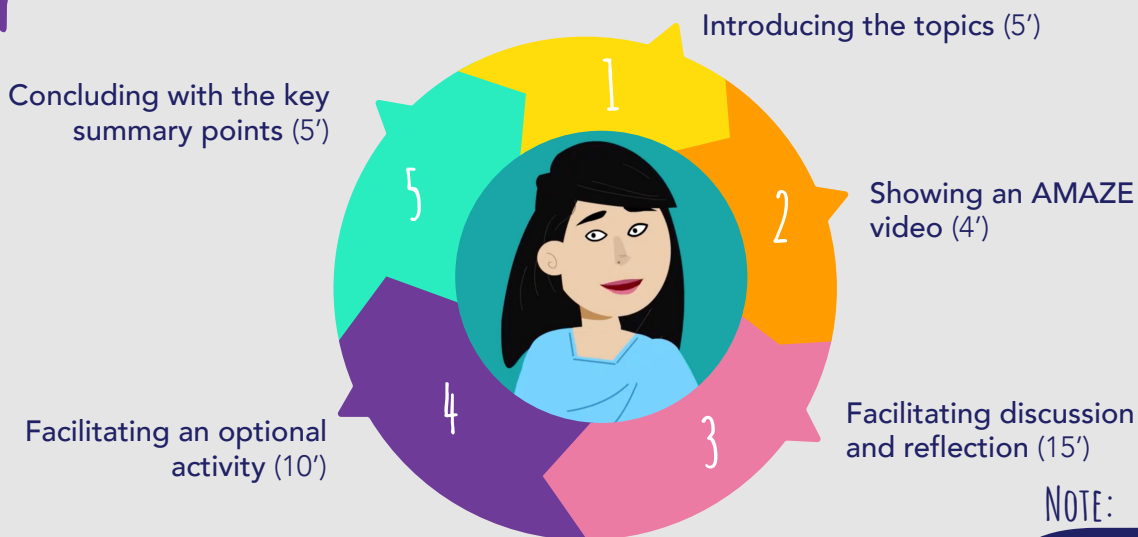 1
Introducing the topics (5’)
2
Showing an AMAZE
video (4’)
3
Facilitating discussion
and reflection (15’)
4
Facilitating an optional
activity (10’)
5
Concluding with the key
summary points (5’)
NOTE: